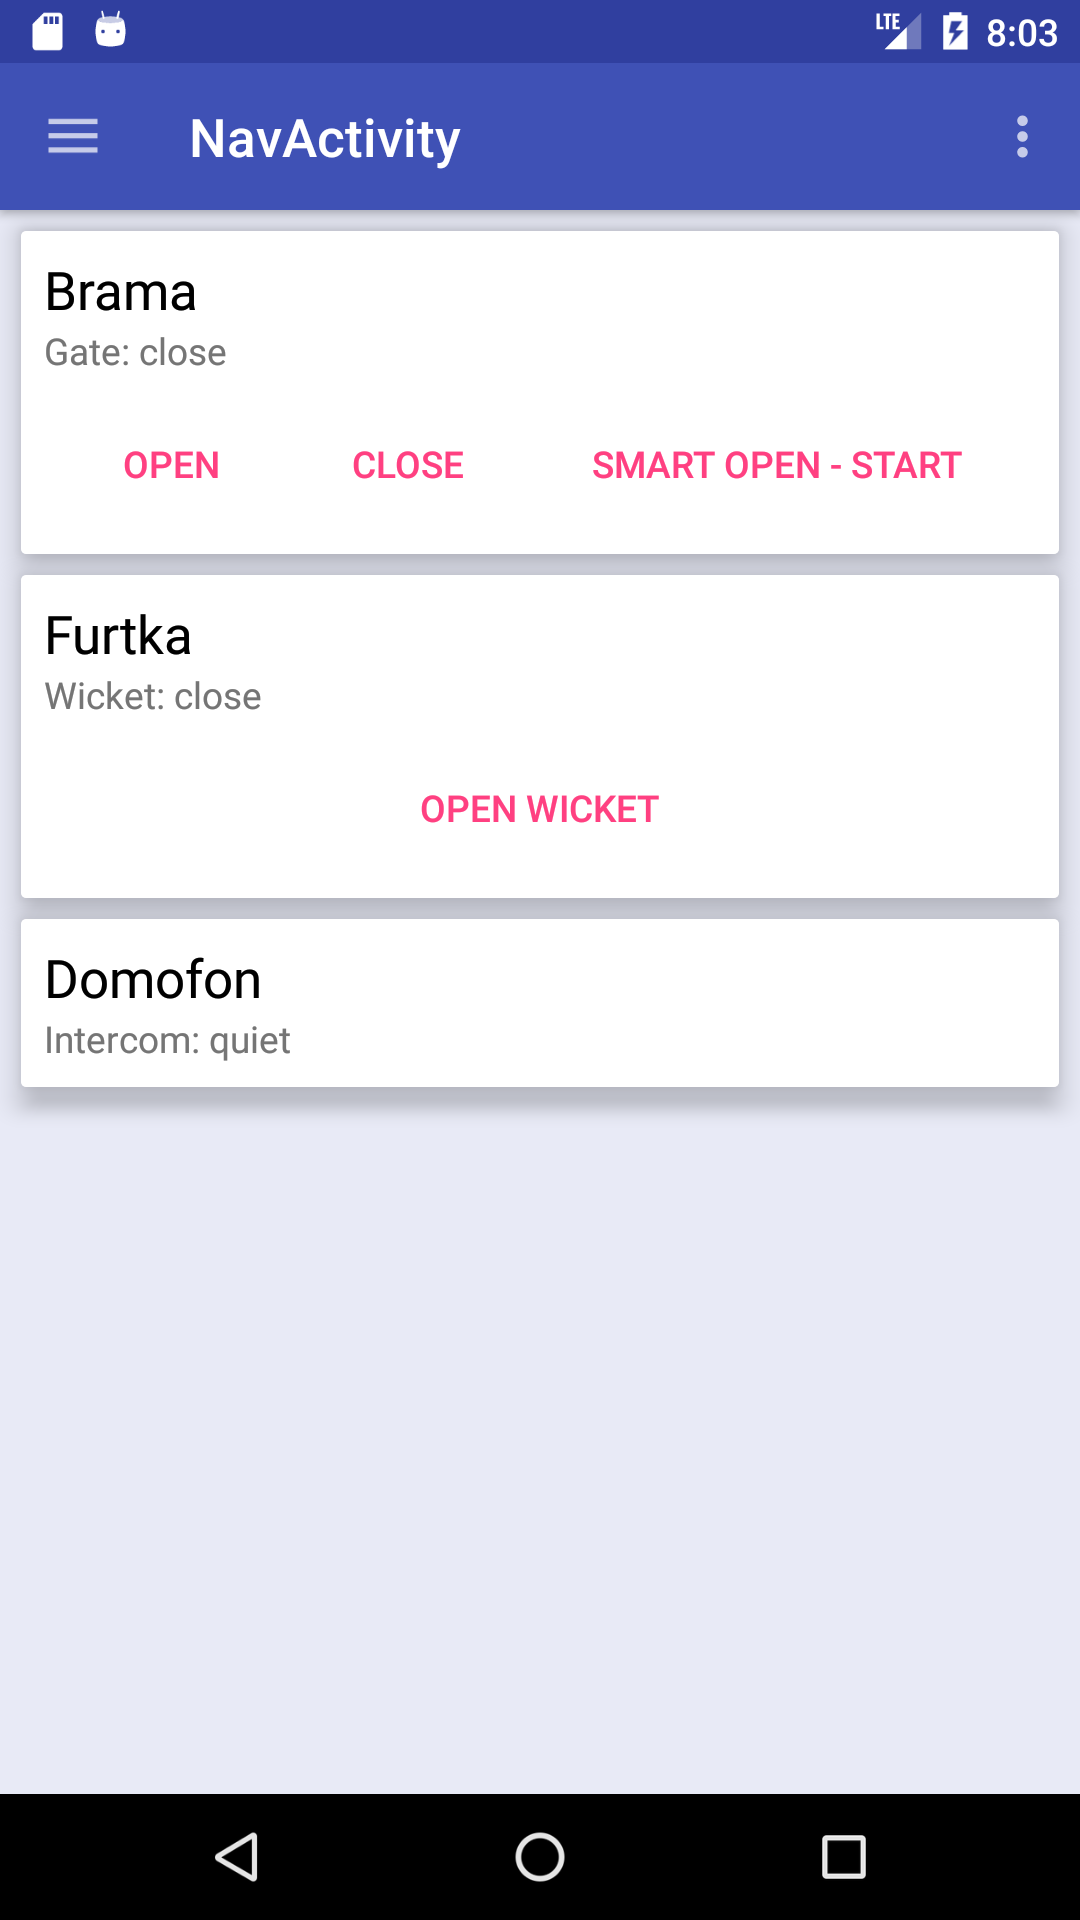 LTE 8:03
NavActivity
Brama
Gate: close
OPEN CLOSE SMART OPEN - START
Furtka
Wicket: close
OPEN WICKET
Domofon
Intercom: quiet